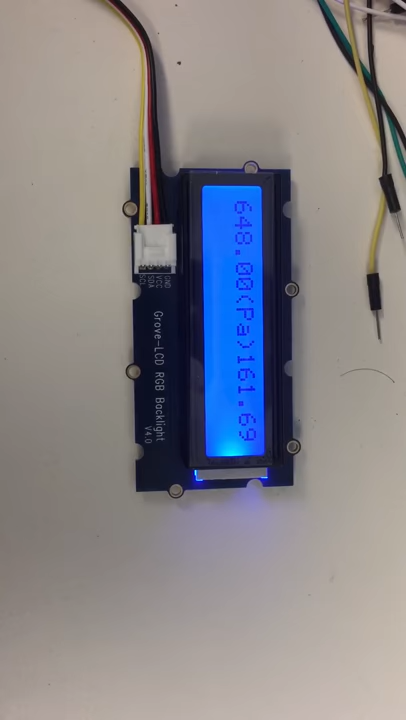 648.00(Pa)161.69
GND
VCC
SDA
SCL
Grove-LCD RGB Backlight
V4.0